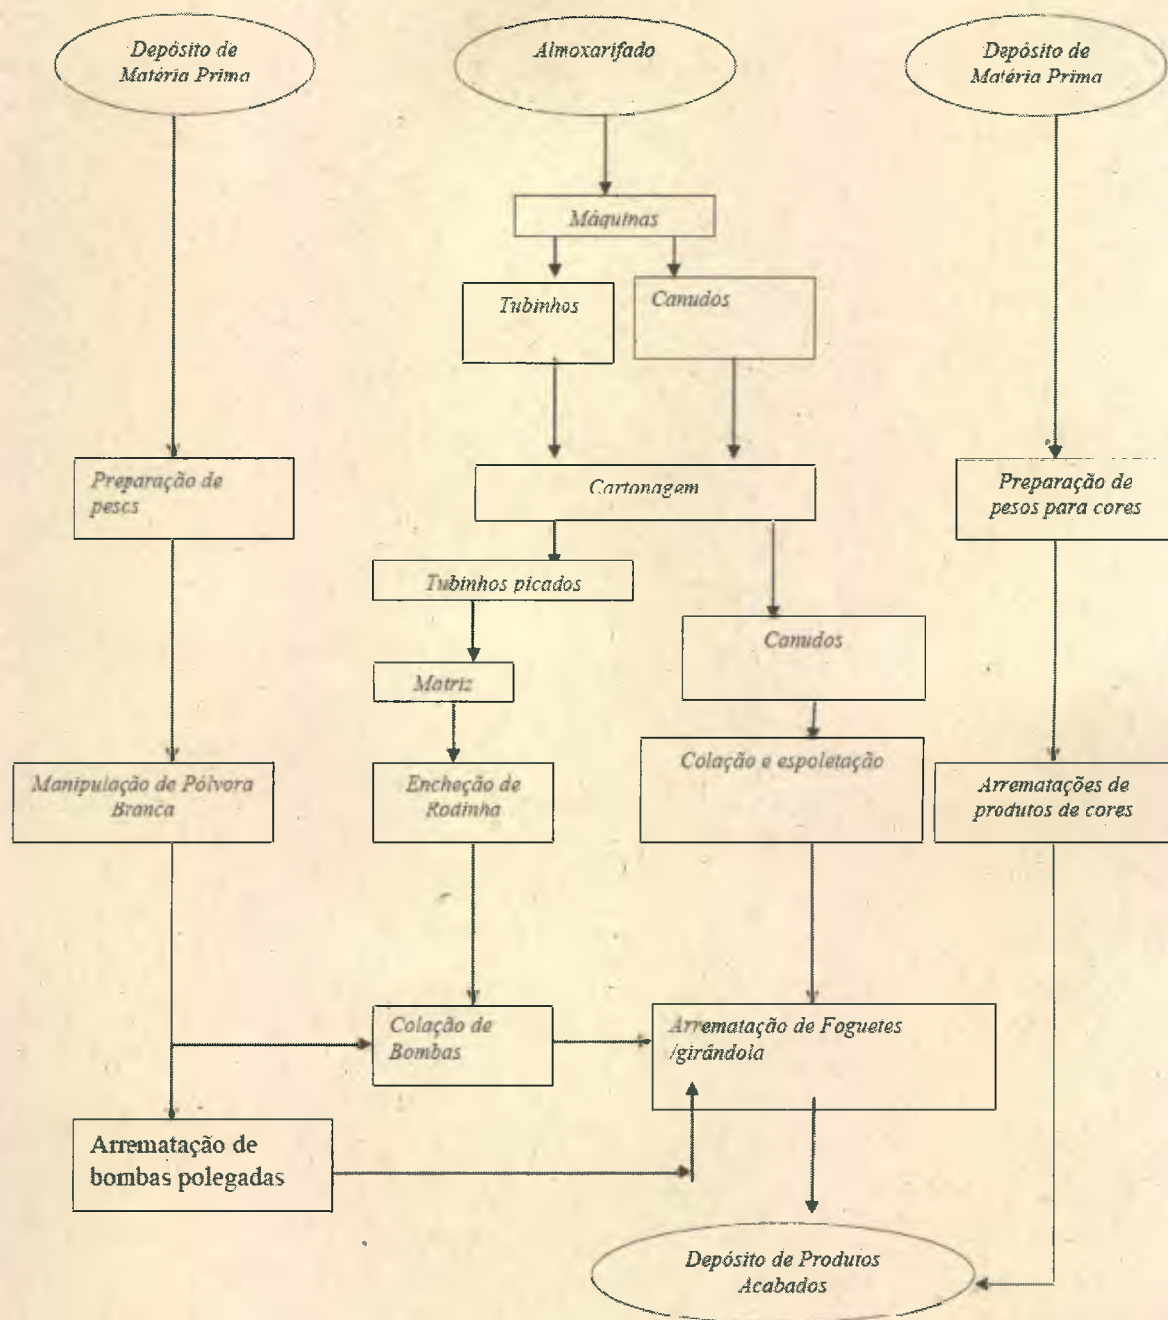 Depósito de
Matéria Prima
Almoxarifado
Depósito de
Matéria Prima
Máquinas
Tubinhos
Canudos
Preparação de
pescs
Cartonagem
Preparação de
pesos para cores
Tubinhos picados
Canudos
Matriz
Manipulação de Pólvora
Branca
Encheção de
Rodinha
Colação e espoletação
Arrematações de
produtos de cores
Colação de
Bombas
Arrematação de Foguetes
/girândola
Arrematação de
bombas polegadas
Depósito de Produtos
Acabados